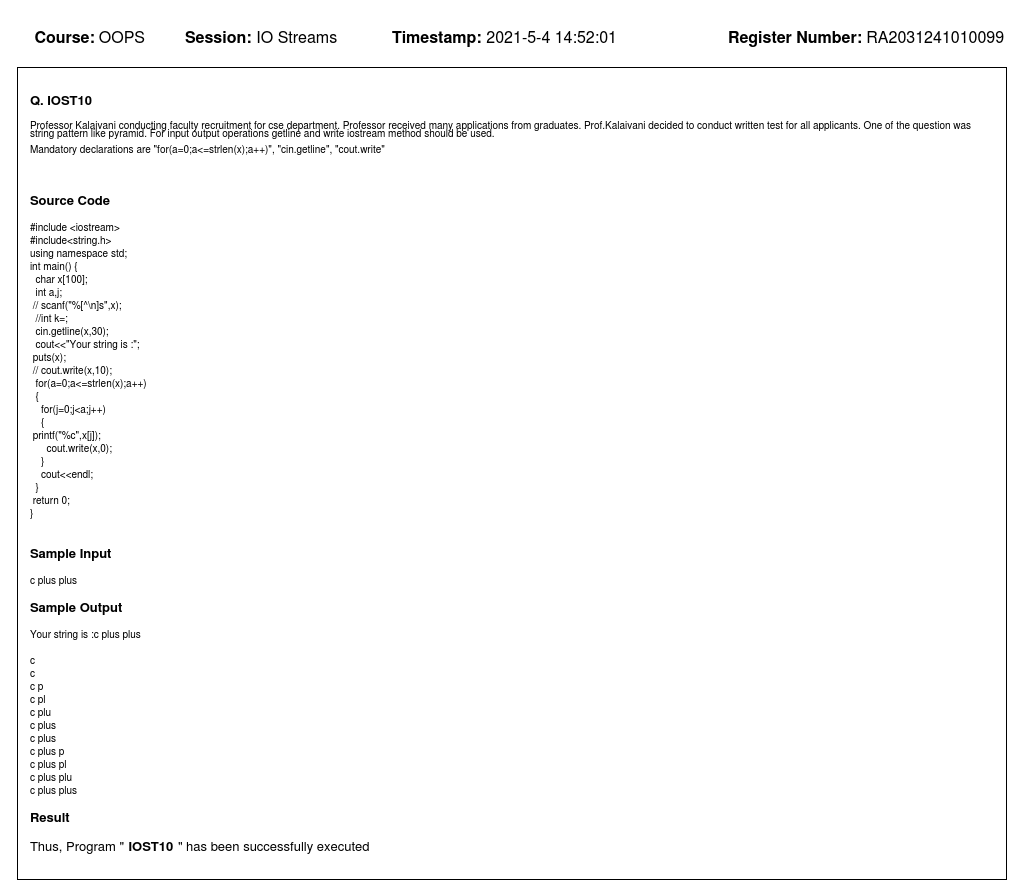 Course: OOPS Session: IO Streams Timestamp: 2021-5-4 14:52:01 Register Number: RA2031241010099
Q. IOST10
Professor Kalaivani conducting faculty recruitment for cse department. Professor received many applications from graduates. Prof.Kalaivani decided to conduct written test for all applicants. One of the question was
string pattern like pyramid. For input output operations getline and write iostream method should be used.
Mandatory declarations are "for(a=0;a<=strlen(x);a++)", "cin.getline", "cout.write"
Source Code
#include <iostream>
#include<string.h>
using namespace std;
int main() {
  char x[100];
  int a,j;
 // scanf("%[^\n]s",x);
  //int k=;
  cin.getline(x,30);
  cout<<"Your string is :";
 puts(x);
 // cout.write(x,10);
  for(a=0;a<=strlen(x);a++)
  {
    for(j=0;j<a;j++)
    {
 printf("%c",x[j]);
      cout.write(x,0);
    }
    cout<<endl;
  }
 return 0;
}
Sample Input
c plus plus
Sample Output
Your string is :c plus plus
c
c
c p
c pl
c plu
c plus
c plus
c plus p
c plus pl
c plus plu
c plus plus
Result
Thus, Program " IOST10 " has been successfully executed